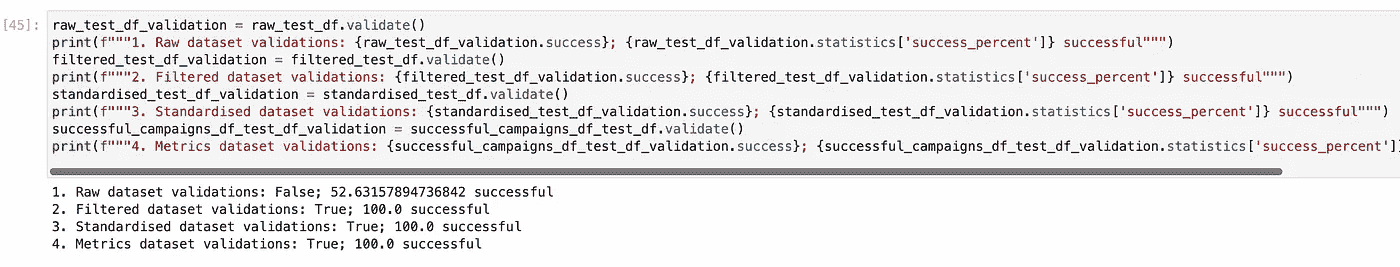 [45]: raw_test_df_validation = raw_test_df.validate()
print(f"""1. Raw dataset validations: {raw_test_df_validation.success}; {raw_test_df_validation.statistics['success_percent']} successful""")
filtered_test_df_validation = filtered_test_df.validate()
print(f"""2. Filtered dataset validations: {filtered_test_df_validation.success}; {filtered_test_df_validation.statistics['success_percent']} successful""")
standardised_test_df_validation = standardised_test_df.validate()
print(f"""3. Standardised dataset validations: {standardised_test_df_validation.success}; {standardised_test_df_validation.statistics['success_percent']} successful""")
successful_campaigns_df_test_df_validation = successful_campaigns_df_test_df.validate()
print(f"""4. Metrics dataset validations: {successful_campaigns_df_test_df_validation.success}; {successful_campaigns_df_test_df_validation.statistics['success_percent']
1. Raw dataset validations: False; 52.63157894736842 successful
2. Filtered dataset validations: True; 100.0 successful
3. Standardised dataset validations: True; 100.0 successful
4. Metrics dataset validations: True; 100.0 successful